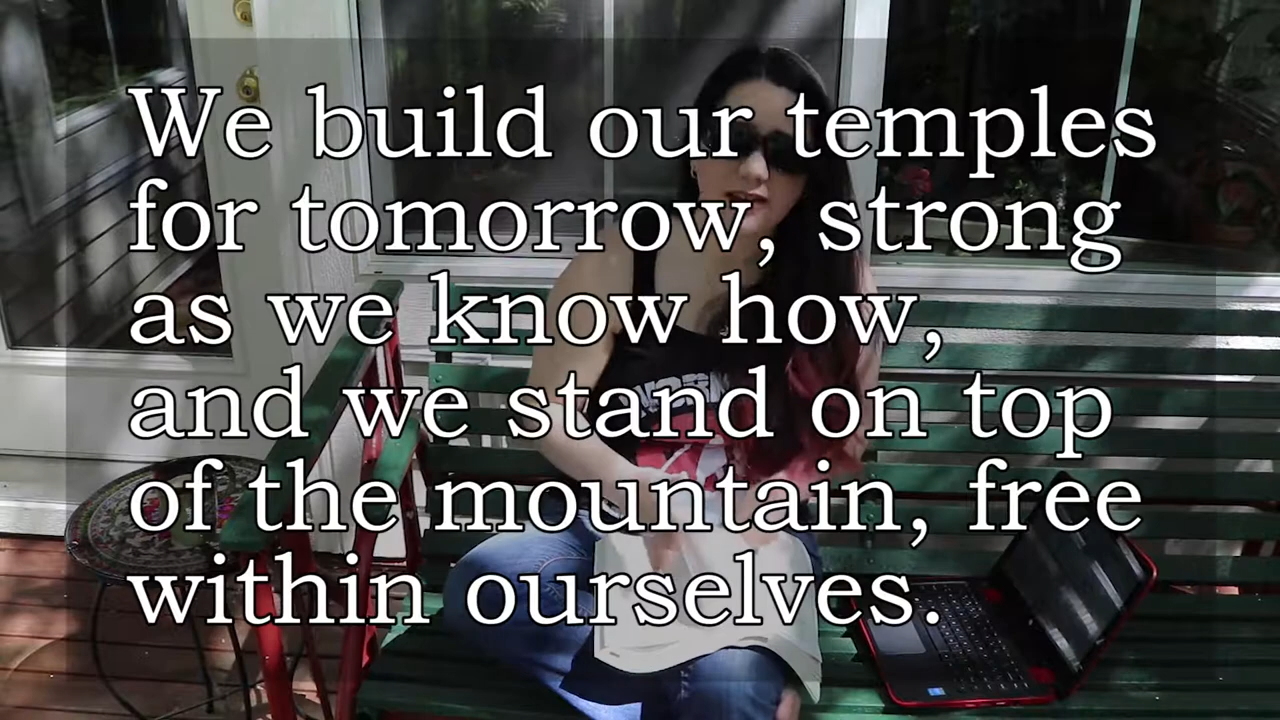 We build our temples
for tomorrow, strong
as we know how,
and we stand on top
of the mountain, free
within ourselves.